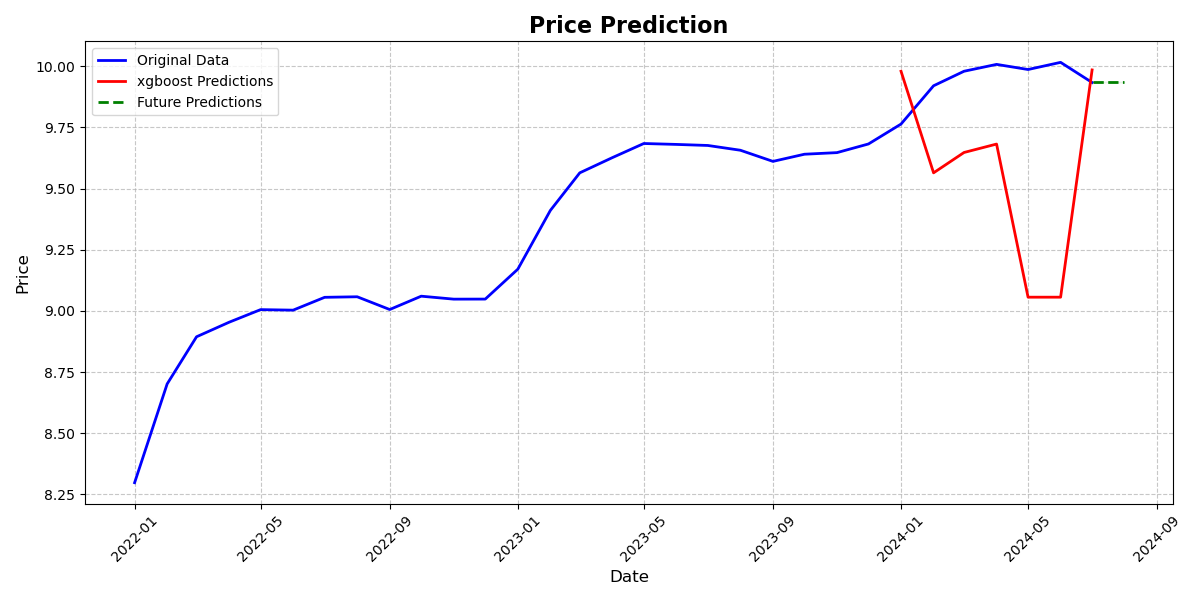 Price Prediction
Original Data
xgboost Predictions
Future Predictions
10.00
9.75
9.50
9.25
9.00
8.75
8.50
8.25
Price
2022-01
2022-05
2022-09
2023-01
2023-05
2023-09
2024-01
2024-05
2024-09
Date